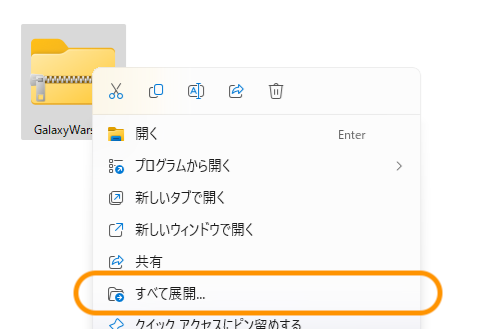 GalaxyWars
開く Enter
プログラムから開く
新しいタブで開く
新しいウィンドウで開く
共有
すべて展開...
クイック アクセスにピン留めする